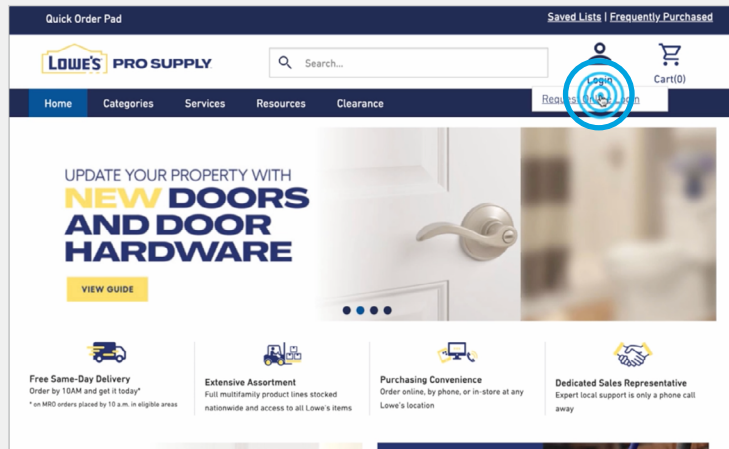 Quick Order Pad
Saved Lists | Frequently Purchased
LOWE'S PRO SUPPLY
Search...
Login
Cart(0)
Home Categories Services Resources Clearance
Request Online Login
UPDATE YOUR PROPERTY WITH
NEW DOORS
AND DOOR
HARDWARE
VIEW GUIDE
Free Same-Day Delivery
Order by 10AM and get it today*
* on MRO orders placed by 10 a.m. in eligible areas
Extensive Assortment
Full multifamily product lines stocked
nationwide and access to all Lowe's items
Purchasing Convenience
Order online, by phone, or in-store at any
Lowe's location
Dedicated Sales Representative
Expert local support is only a phone call
away